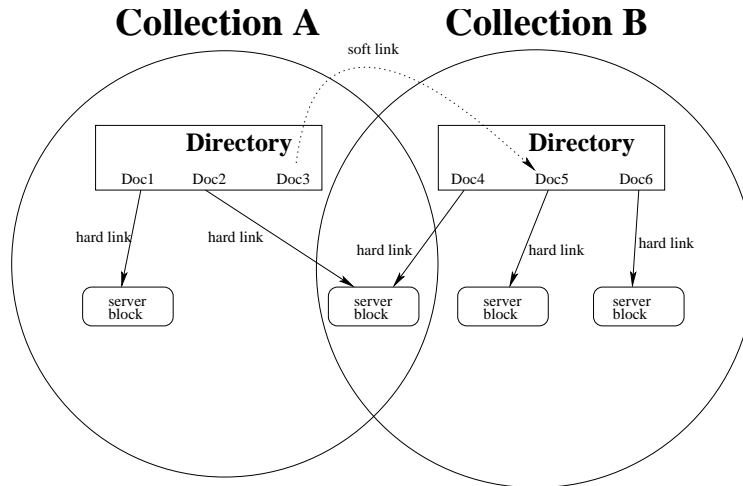 Collection A
Collection B
soft link
Directory
Doc1 Doc2 Doc3
Directory
Doc4 Doc5 Doc6
hard link
hard link
hard link
hard link
hard link
server
block
server
block
server
block
server
block